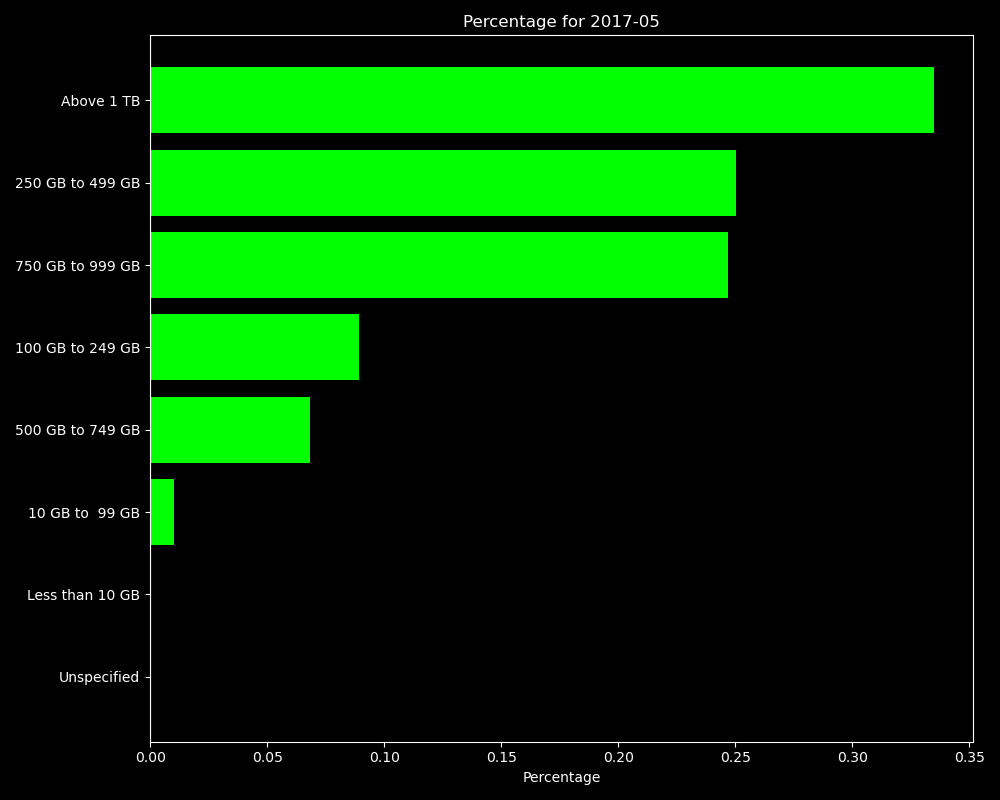 Percentage for 2017-05
Above 1 TB
250 GB to 499 GB
750 GB to 999 GB
100 GB to 249 GB
500 GB to 749 GB
10 GB to  99 GB
Less than 10 GB
Unspecified
0.00 0.05 0.10 0.15 0.20 0.25 0.30 0.35
Percentage